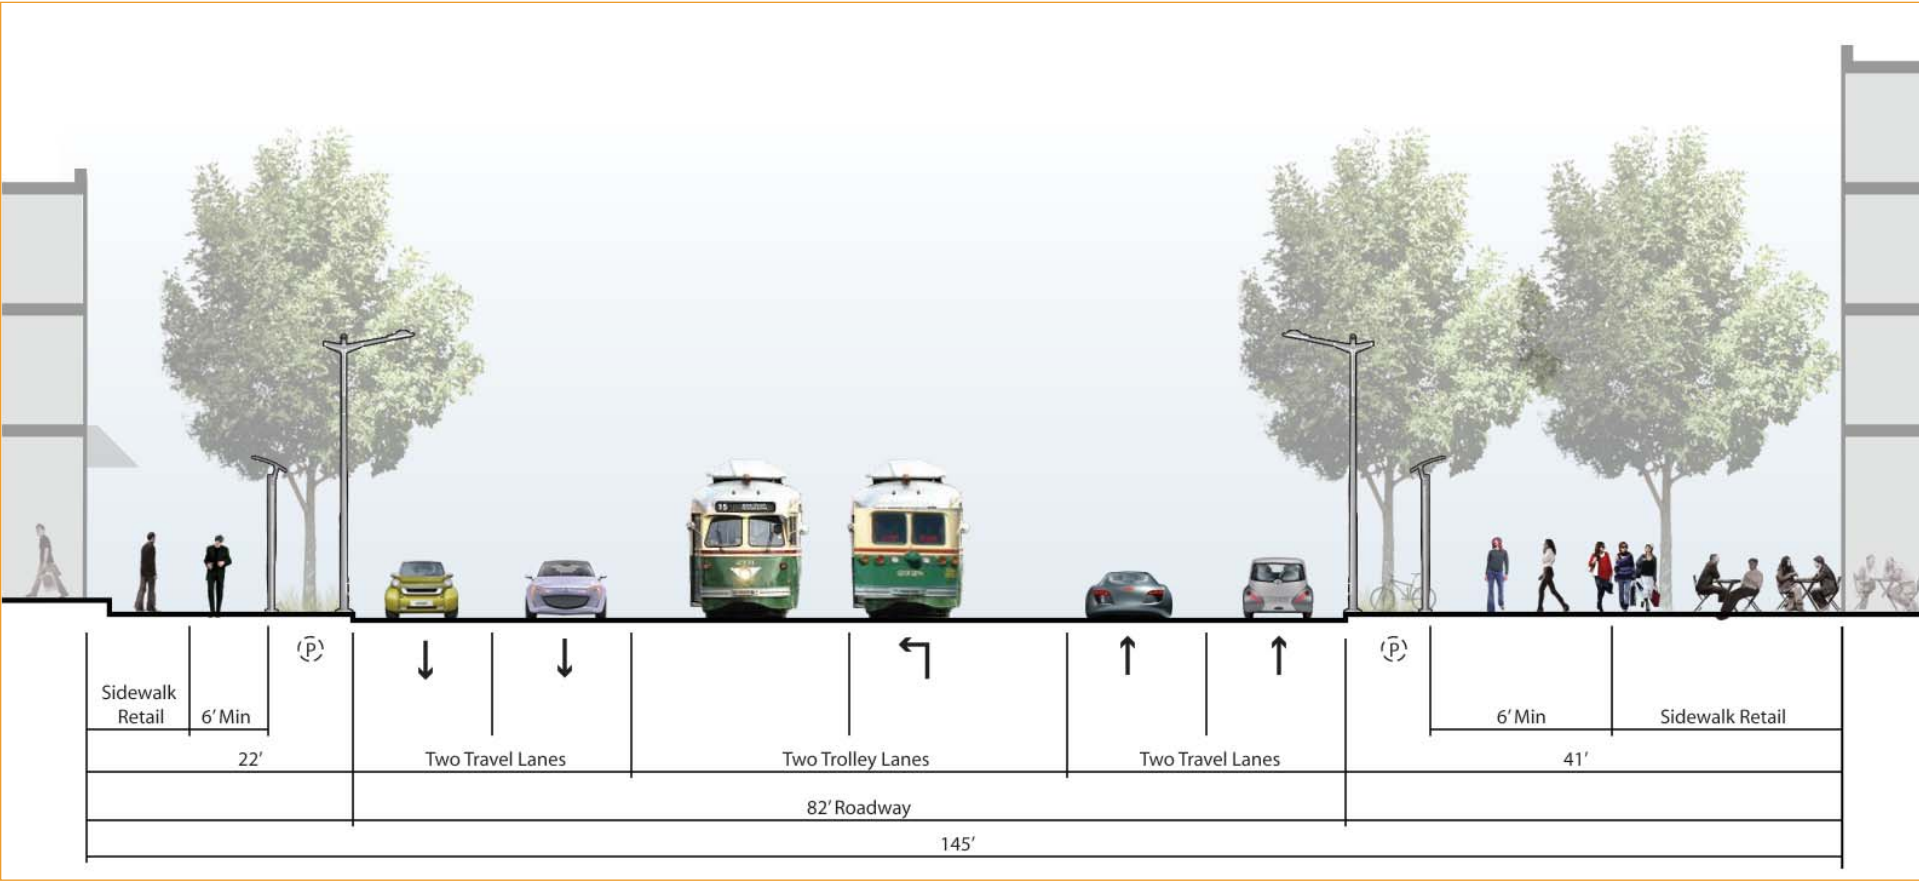 15
P
P
Sidewalk
Retail
6' Min
6' Min
Sidewalk Retail
22'
Two Travel Lanes
Two Trolley Lanes
Two Travel Lanes
41'
82' Roadway
145'